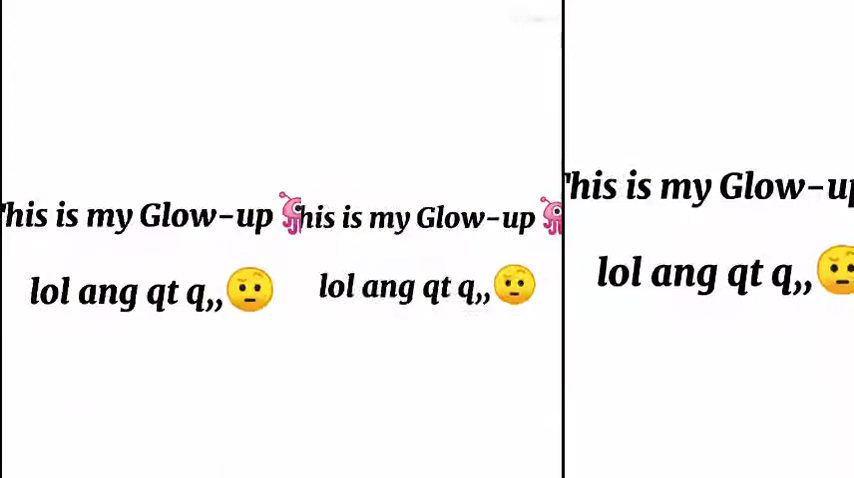 This is my Glow-up 🦑his is my Glow-up 🦑
lol ang qt q,,🤨 lol ang qt q,,🤨
This is my Glow-up
lol ang qt q,,🤨